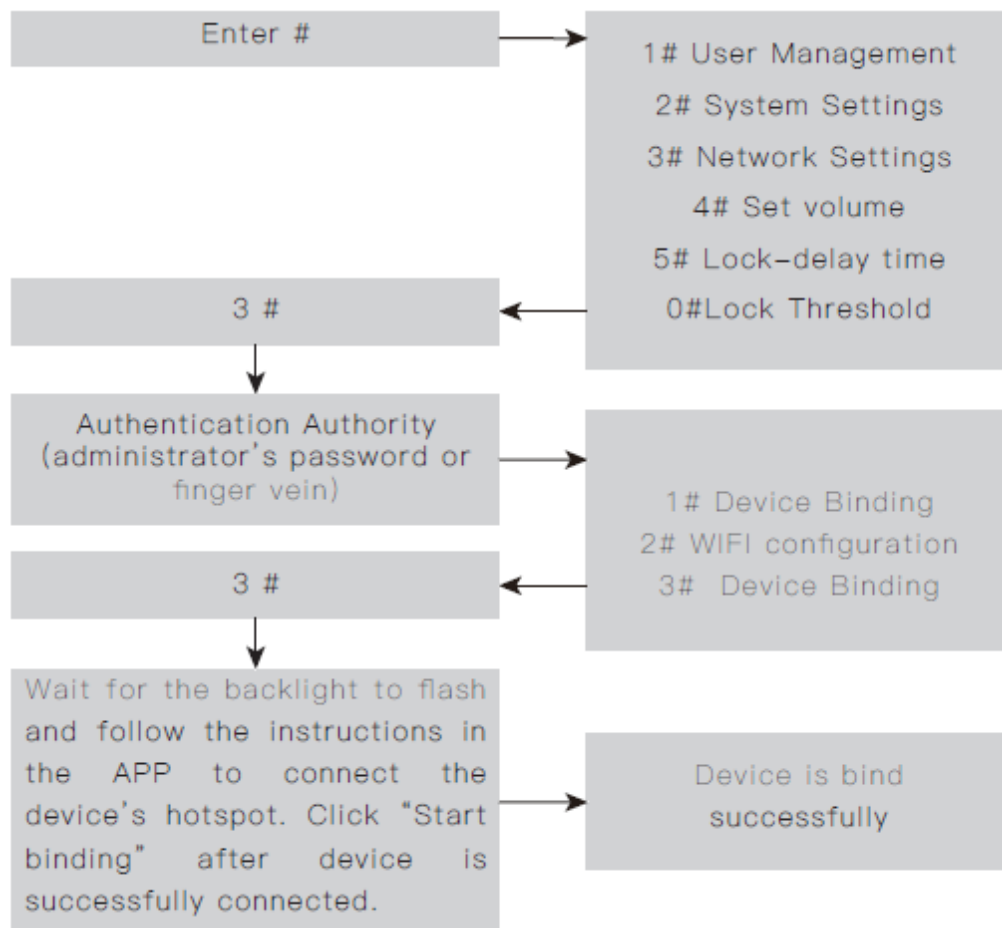 Enter #
1# User Management
2# System Settings
3# Network Settings
4# Set volume
5# Lock-delay time
0#Lock Threshold
3 #
Authentication Authority
(administrator's password or
finger vein)
1# Device Binding
2# WIFI configuration
3# Device Binding
3 #
Wait for the backlight to flash
and follow the instructions in
the APP to connect the
device's hotspot. Click “Start
binding” after device is
successfully connected.
Device is bind
successfully